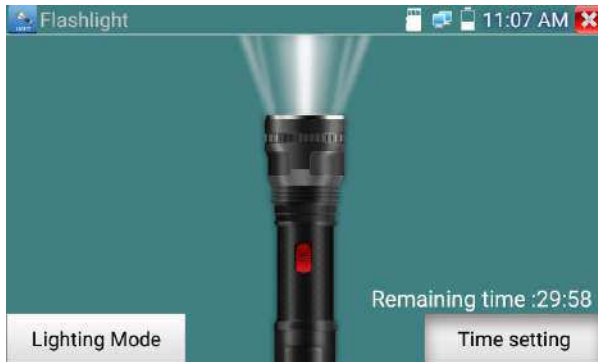 Flashlight
11:07 AM
Remaining time :29:58
Lighting Mode
Time setting